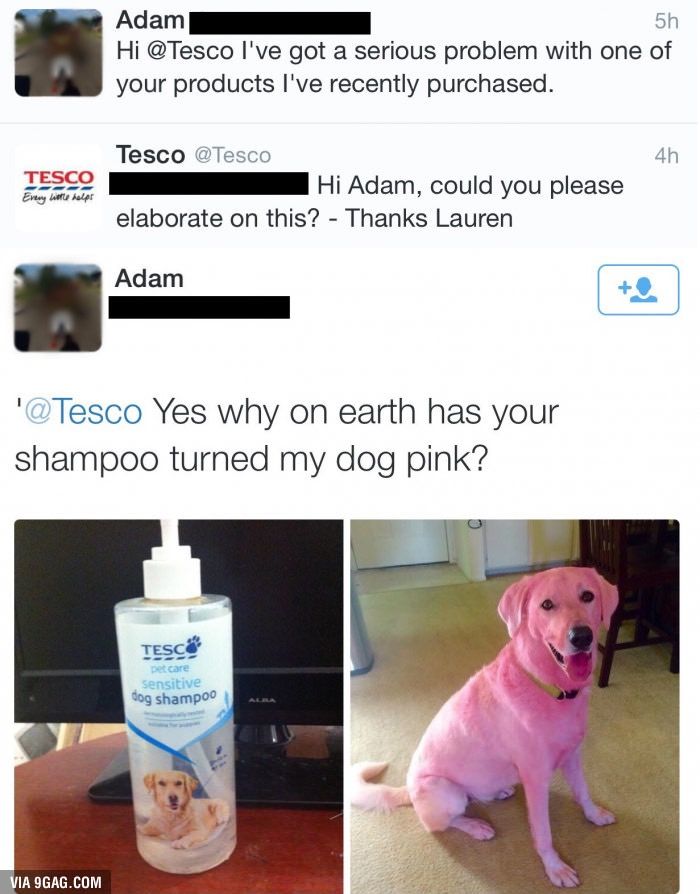 Adam
5h
Hi @Tesco I've got a serious problem with one of
your products I've recently purchased.
Tesco @Tesco
4h
TESCO
Every little helps
Hi Adam, could you please
elaborate on this? - Thanks Lauren
Adam
'@Tesco Yes why on earth has your
shampoo turned my dog pink?
TESCO
pet care
sensitive
dog shampoo
ALBA
VIA 9GAG.COM